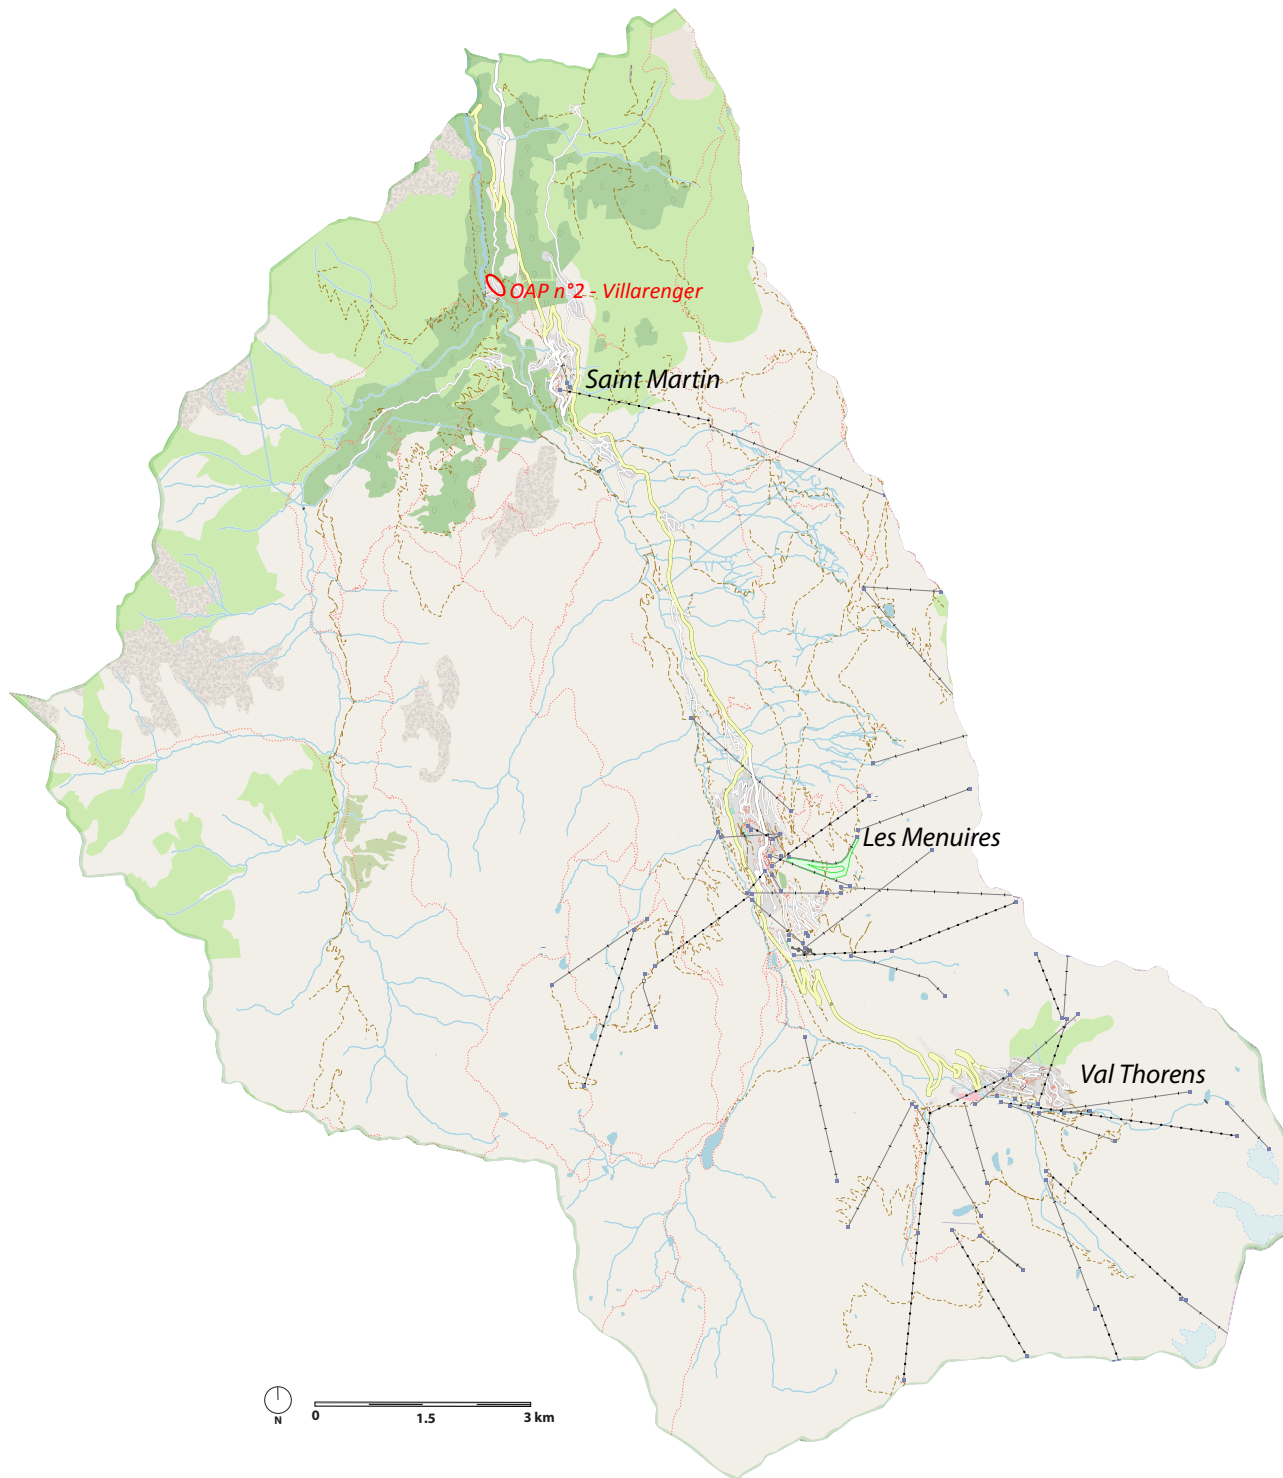 OAP n°2 - Villarenger
Saint Martin
Les Menuires
Val Thorens
N
0 1.5 3 km